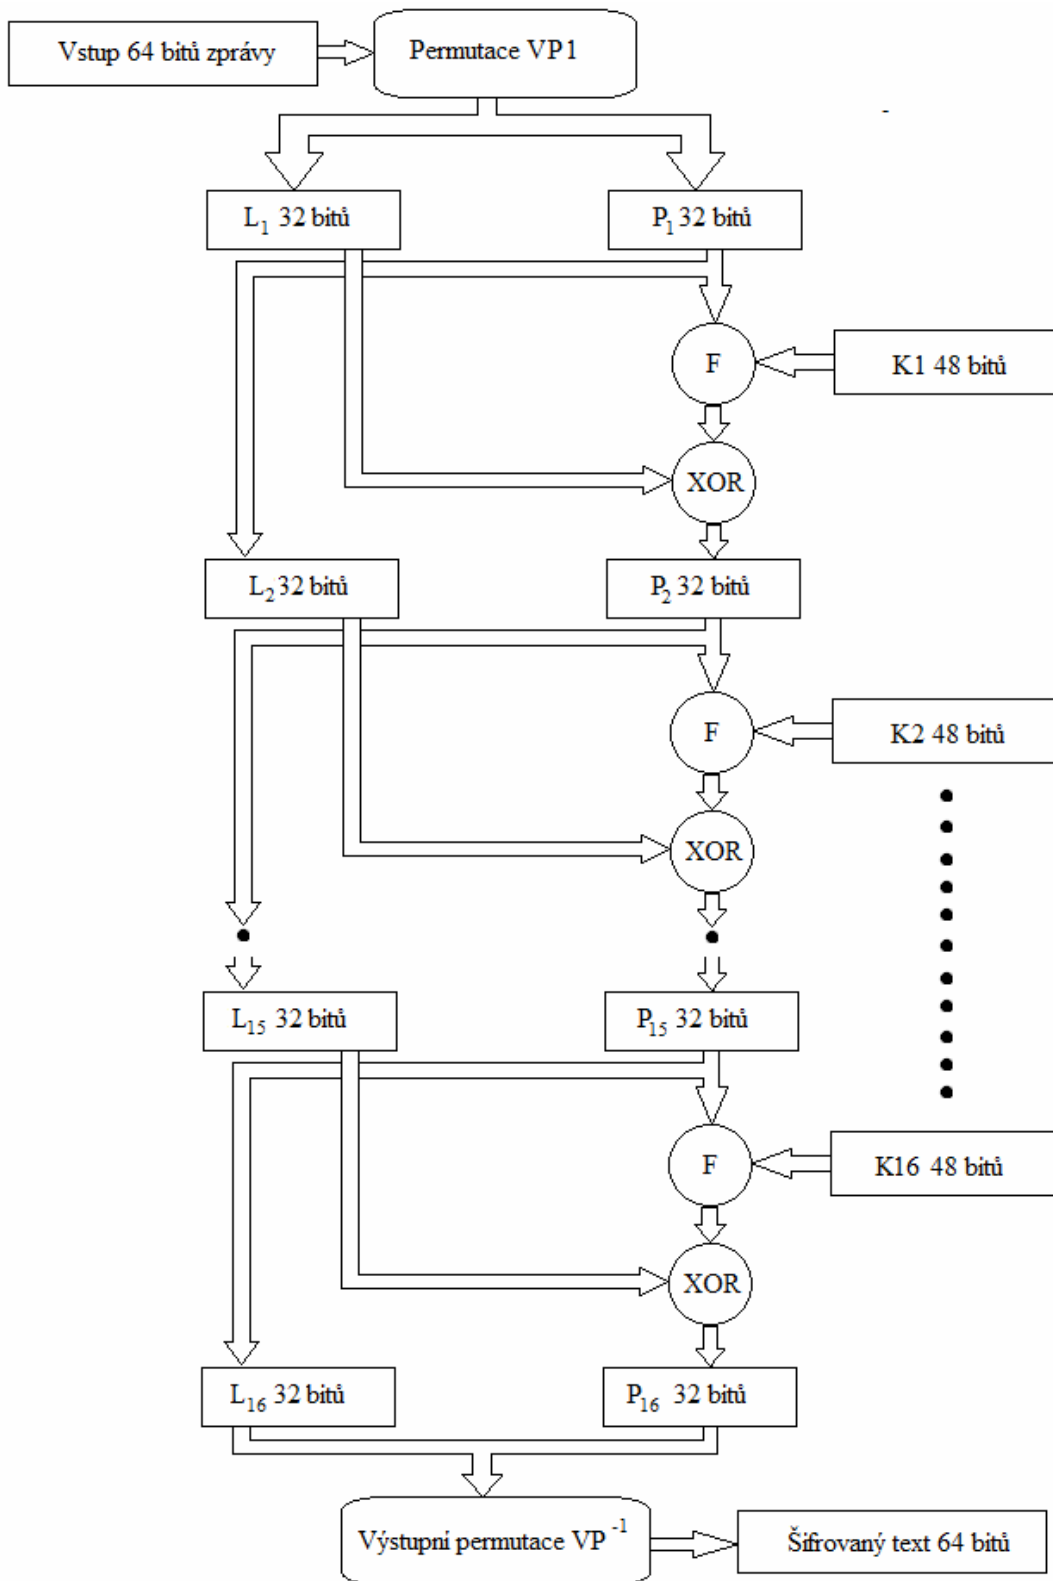 Vstup 64 bitů zprávy
Permutace VP1
L1 32 bitů
P1 32 bitů
F
K1 48 bitů
XOR
L2 32 bitů
P2 32 bitů
F
K2 48 bitů
XOR
L15 32 bitů
P15 32 bitů
F
K16 48 bitů
XOR
L16 32 bitů
P16 32 bitů
Výstupní permutace VP-1
Šifrovaný text 64 bitů